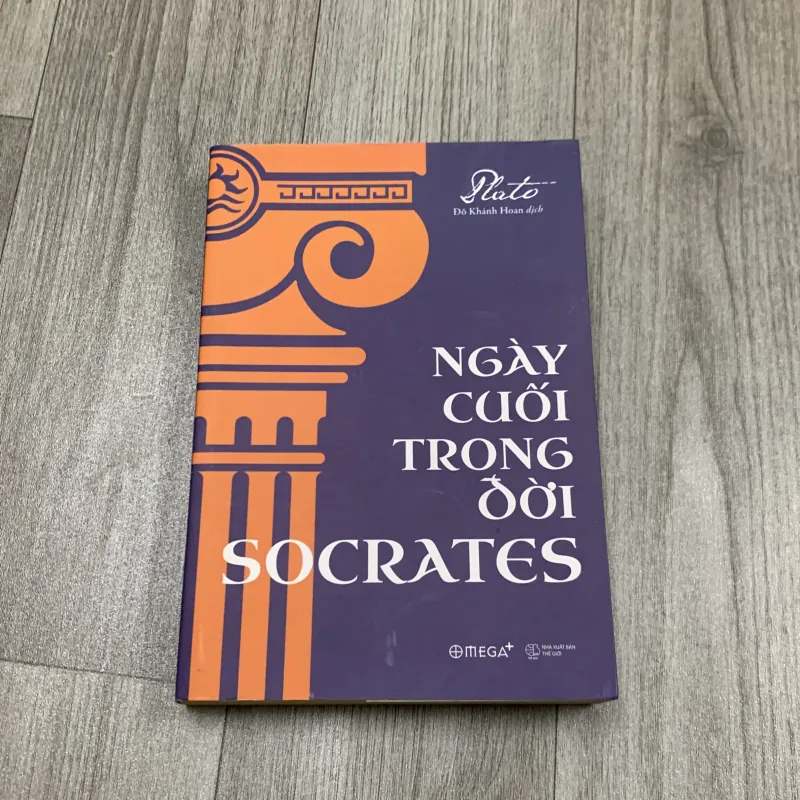 Plato
Đỗ Khánh Hoan dịch
NGÀY
CUỐI
TRONG
ĐỜI
SOCRATES
OMEGA+
NHÀ XUẤT BẢN
THẾ GIỚI